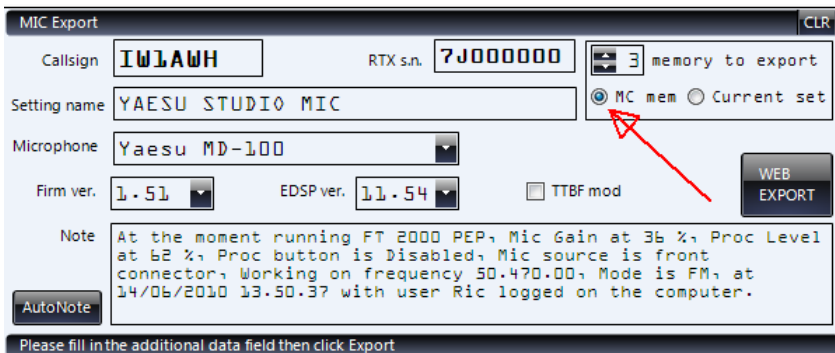 MIC Export CLR
Callsign IW1AWH RTX s.n. 7J000000 3 memory to export
Setting name YAESU STUDIO MIC MC mem Current set
Microphone Yaesu MD-100
Firm ver. 1.51 EDSP ver. 11.54 TTBF mod WEB EXPORT
Note At the moment running FT 2000 PEP, Mic Gain at 36 %, Proc Level
at 62 %, Proc button is Disabled, Mic source is front
connector, Working on frequency 50.470.00, Mode is FM, at
14/06/2010 13.50.37 with user Ric logged on the computer.
AutoNote
Please fill in the additional data field then click Export